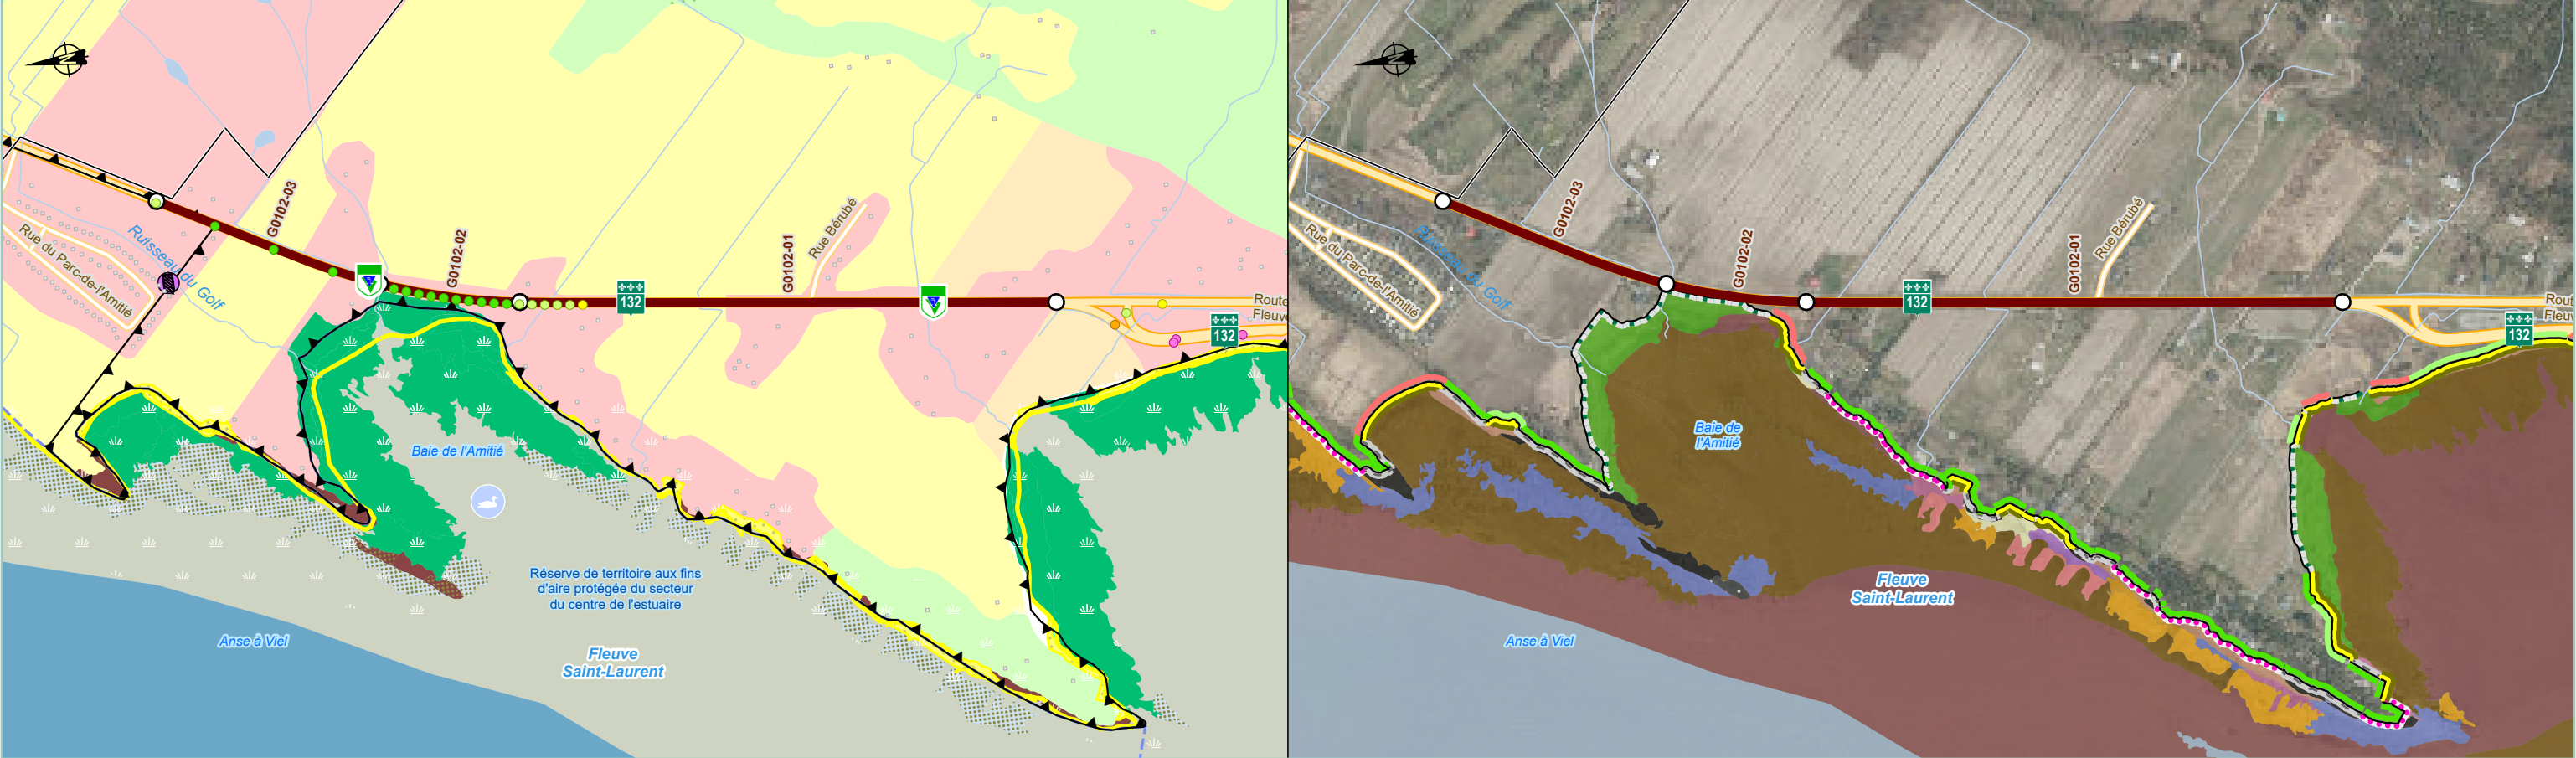 N
G0102-03
Rue du Parc-de-l'Amitié
Ruisseau du Golf
G0102-02
132
G0102-01
Rue Bérubé
Route
Fleuve
132
Baie de l'Amitié
Réserve de territoire aux fins
d'aire protégée du secteur
du centre de l'estuaire
Anse à Viel
Fleuve
Saint-Laurent
N
G0102-03
Rue du Parc-de-l'Amitié
Ruisseau du Golf
G0102-02
132
G0102-01
Rue Bérubé
Rout
Fleuv
132
Baie de
l'Amitié
Fleuve
Saint-Laurent
Anse à Viel